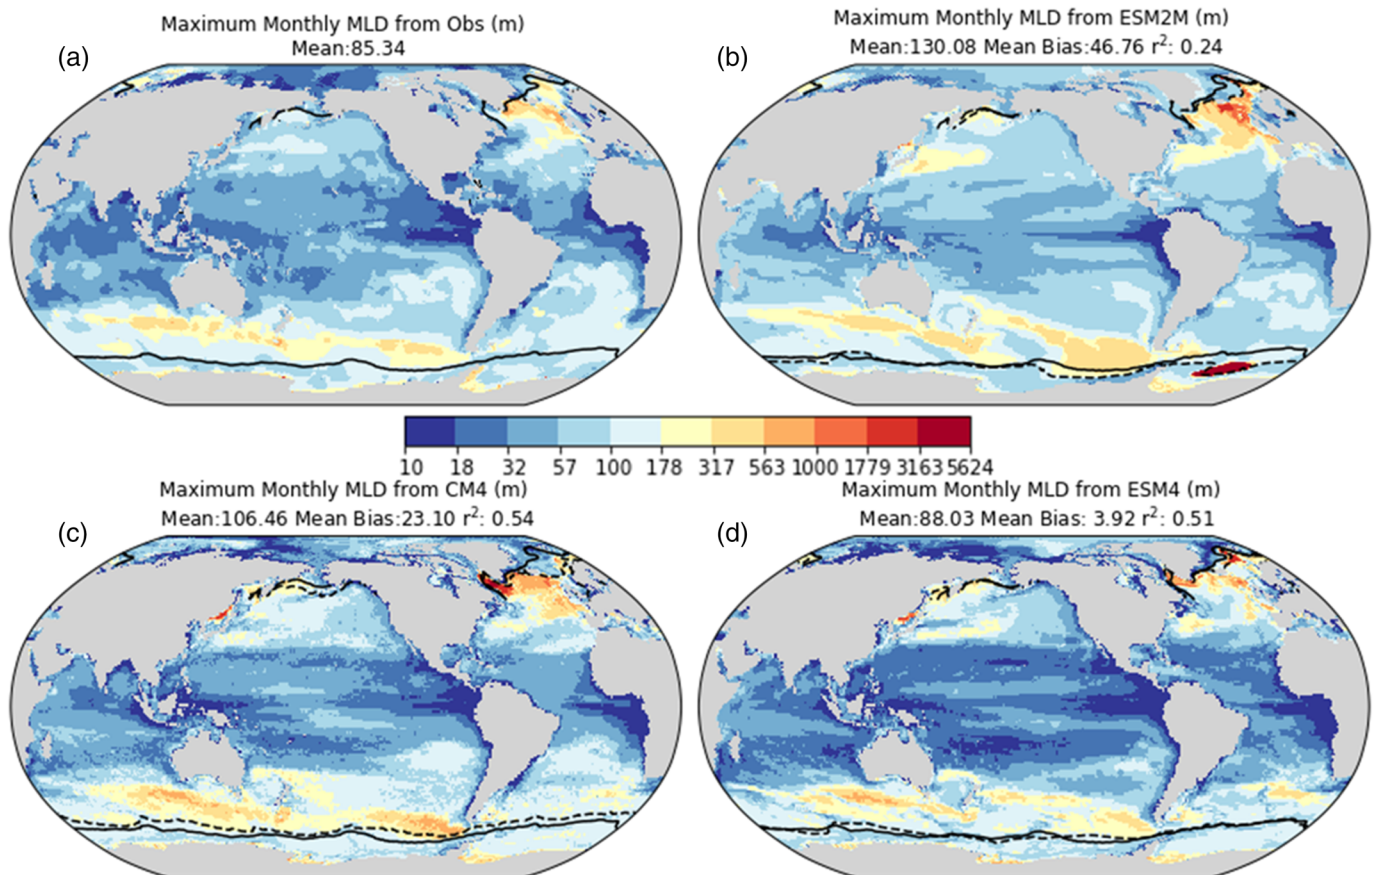 Maximum Monthly MLD from Obs (m)
Mean:85.34
(a)
Maximum Monthly MLD from ESM2M (m)
Mean:130.08 Mean Bias:46.76 r²: 0.24
(b)
10 18 32 57 100 178 317 563 1000 1779 3163 5624
Maximum Monthly MLD from CM4 (m)
Mean:106.46 Mean Bias:23.10 r²: 0.54
(c)
Maximum Monthly MLD from ESM4 (m)
Mean:88.03 Mean Bias: 3.92 r²: 0.51
(d)